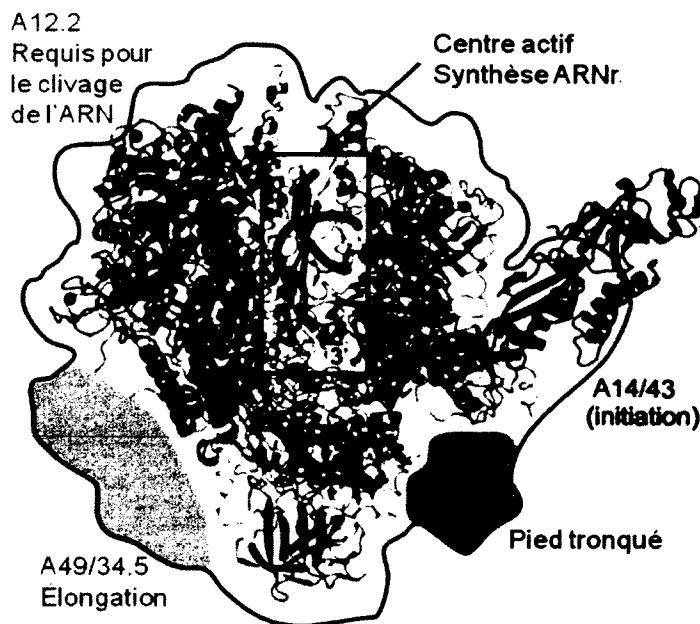 A12.2
Requis pour
le clivage
de l'ARN
Centre actif
Synthèse ARNr
A14/43
(initiation)
Pied tronqué
A49/34.5
Élongation